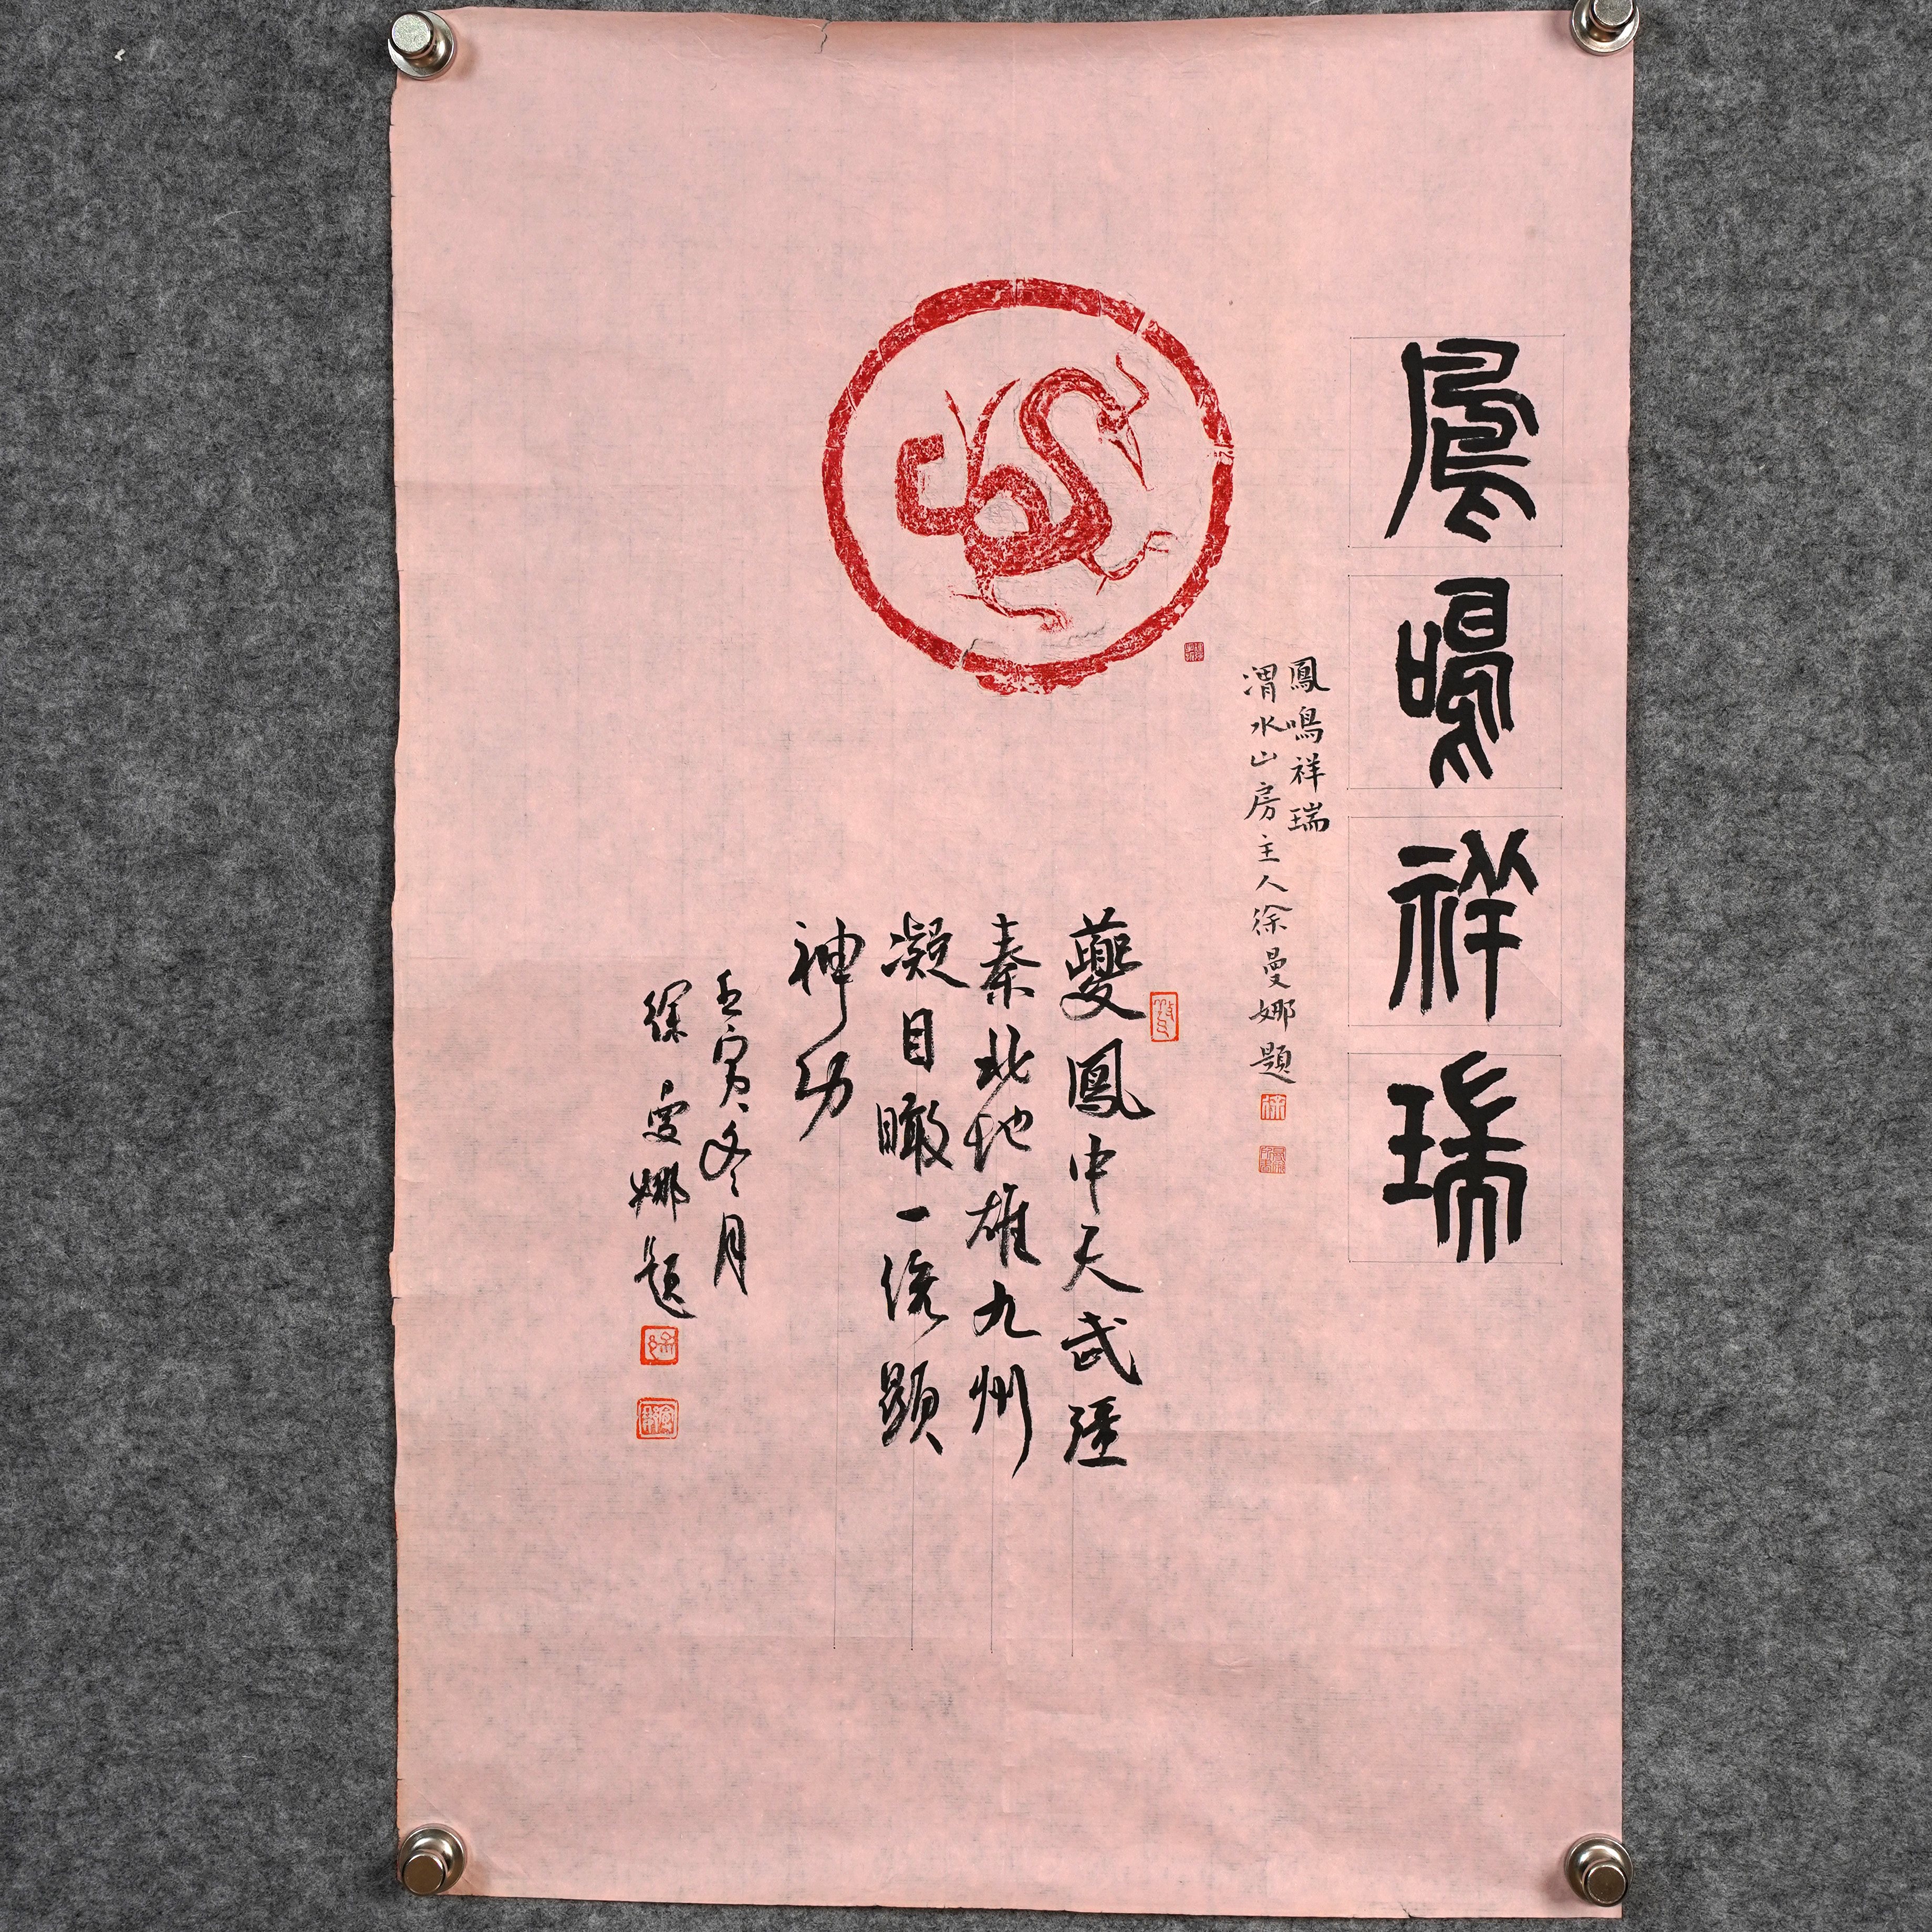 鳳鳴祥瑞
鳳鳴祥瑞
渭水山房主人徐曼娜題
夔鳳中天武強
秦北地雄九州
凝目瞰一統顯
神功
壬寅冬月
徐曼娜題